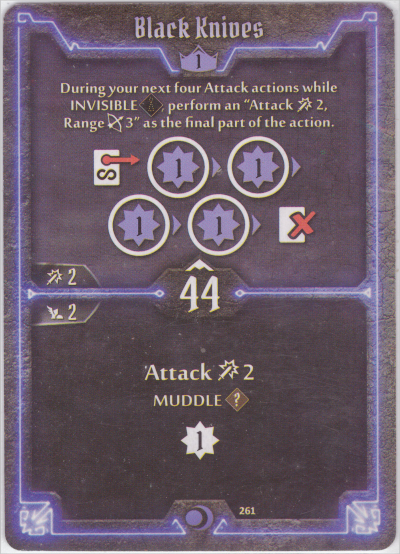 Black Knives
1
During your next four Attack actions while
INVISIBLE, perform an “Attack 2,
Range 3” as the final part of the action.
1 1
1 1
2
44
2
Attack 2
MUDDLE ?
1
261